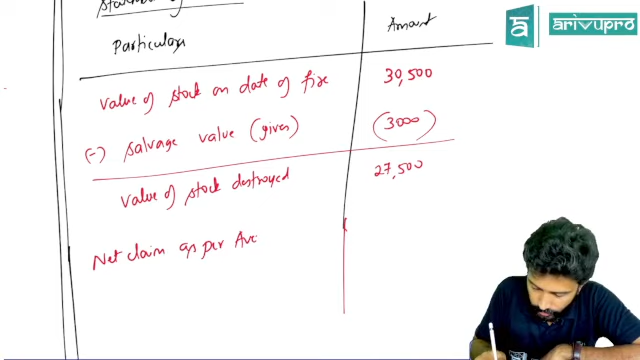 arivupro
Particulars Amount
Value of stock on date of fire 30,500
(-) Salvage value (given) (3000)
Value of stock destroyed 27,500
Net claim as per Ave